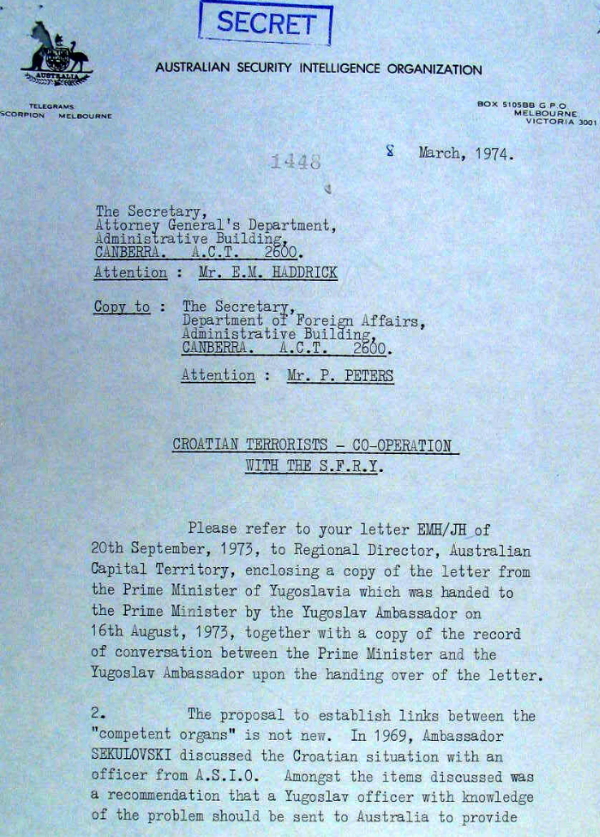 SECRET
AUSTRALIA
AUSTRALIAN SECURITY INTELLIGENCE ORGANIZATION
TELEGRAMS
SCORPION MELBOURNE
BOX 5105BB G P.O
MELBOURNE
VICTORIA 3001
1448
8 March, 1974.
The Secretary,
Attorney General's Department,
Administrative Building,
CANBERRA. A.C.T. 2600.
Attention : Mr. E.M. HADDRICK
Copy to : The Secretary,
Department of Foreign Affairs,
Administrative Building,
CANBERRA. A.C.T. 2600.
Attention : Mr. P. PETERS
CROATIAN TERRORISTS - CO-OPERATION
WITH THE S.F.R.Y.
Please refer to your letter EMH/JH of
20th September, 1973, to Regional Director, Australian
Capital Territory, enclosing a copy of the letter from
the Prime Minister of Yugoslavia which was handed to
the Prime Minister by the Yugoslav Ambassador on
16th August, 1973, together with a copy of the record
of conversation between the Prime Minister and the
Yugoslav Ambassador upon the handing over of the letter.
2. The proposal to establish links between the
"competent organs" is not new. In 1969, Ambassador
SEKULOVSKI discussed the Croatian situation with an
officer from A.S.I.O. Amongst the items discussed was
a recommendation that a Yugoslav officer with knowledge
of the problem should be sent to Australia to provide